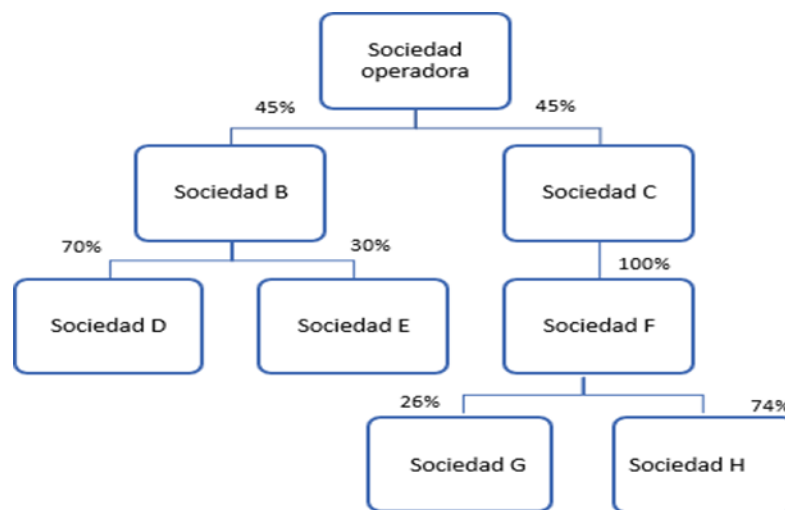 Sociedad
operadora
45%
45%
Sociedad B
Sociedad C
70%
30%
100%
Sociedad D
Sociedad E
Sociedad F
26%
74%
Sociedad G
Sociedad H